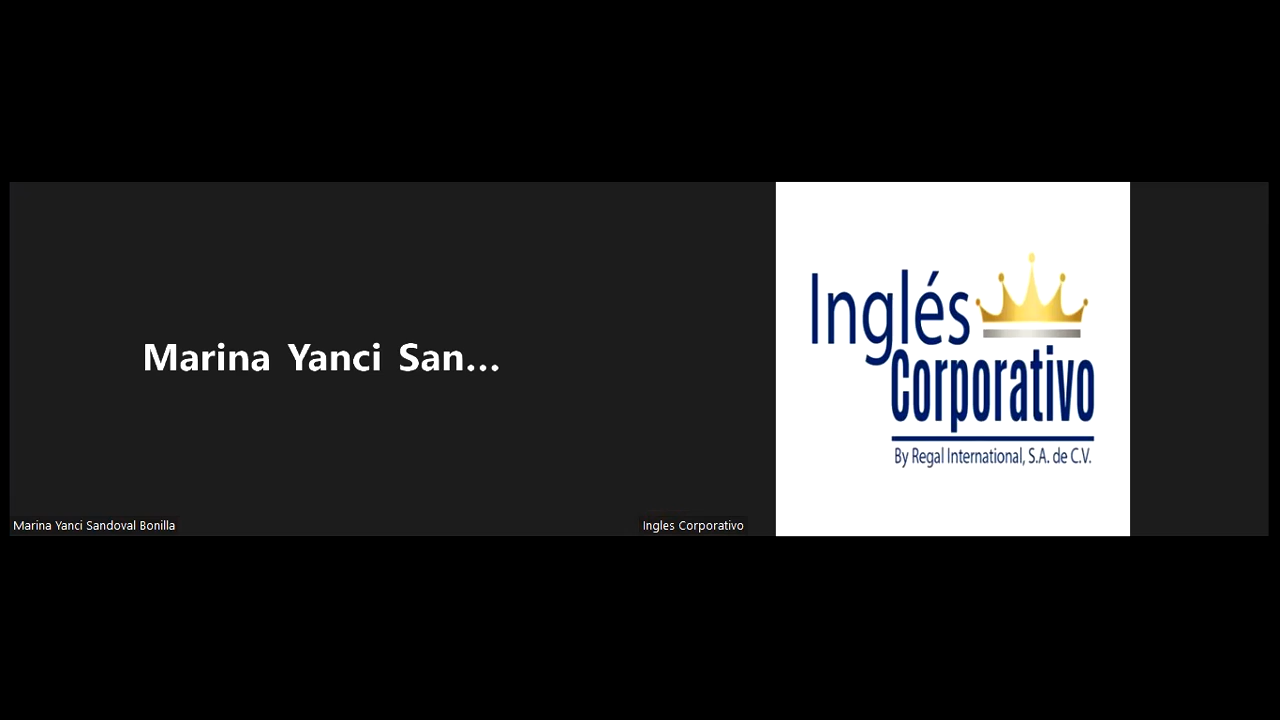 Marina Yanci San...
Marina Yanci Sandoval Bonilla
Inglés
Corporativo
By Regal International, S.A. de C.V.
Ingles Corporativo